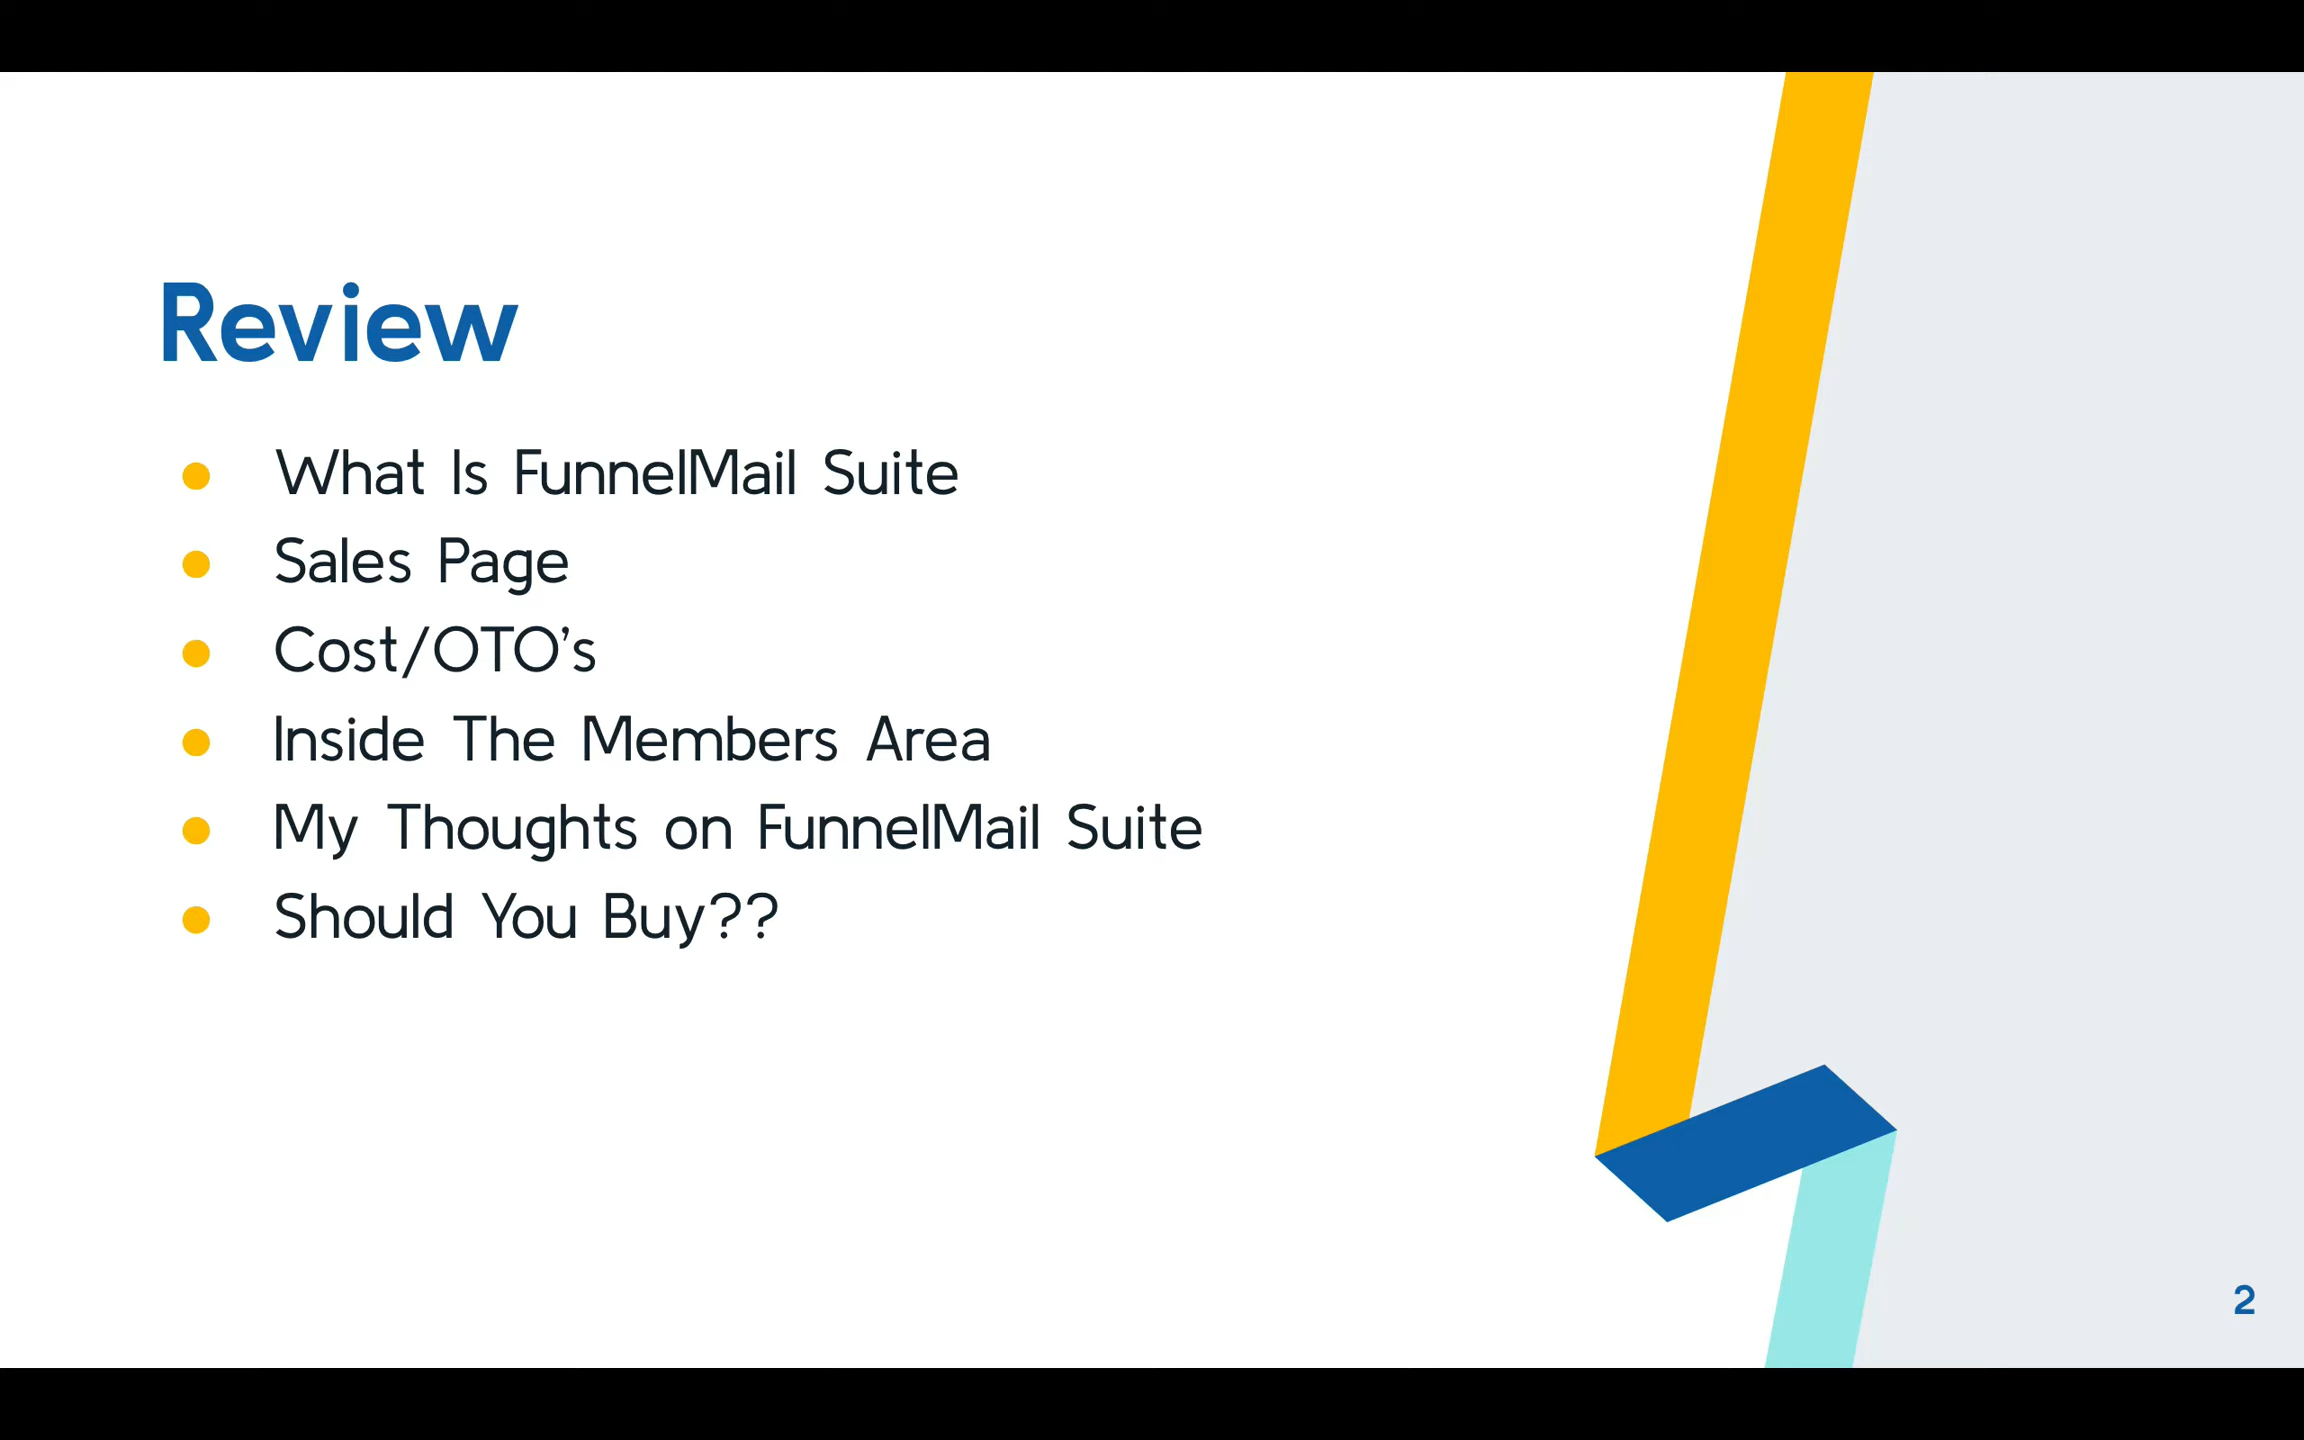 Review
What Is FunnelMail Suite
Sales Page
Cost/OTO’s
Inside The Members Area
My Thoughts on FunnelMail Suite
Should You Buy??
2